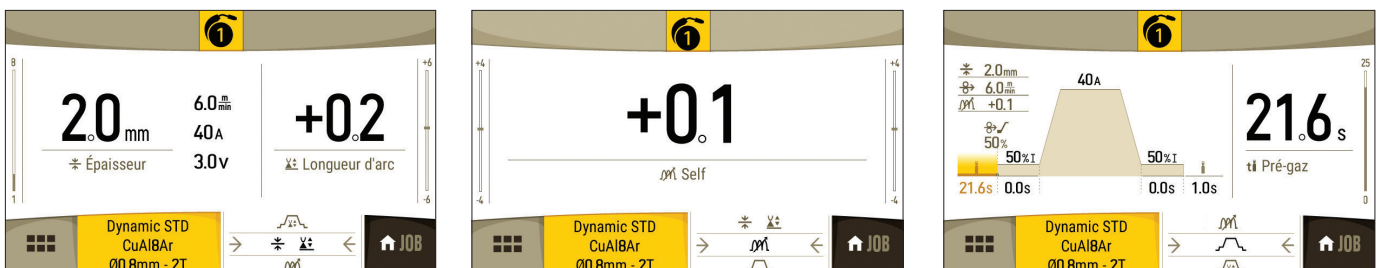 1
8
+6
2.0 mm
Épaisseur
6.0 m/min
40 A
3.0 V
+0.2
Longueur d'arc
1
-6
Dynamic STD
CuAl8Ar
Ø0.8mm - 2T
JOB
1
+4
+4
+0.1
Self
-4
-4
Dynamic STD
CuAl8Ar
Ø0.8mm - 2T
JOB
1
2.0mm
6.0 m/min
+0.1
50%
50%I
40A
50%I
21.6s
0.0s
0.0s
1.0s
25
21.6 s
Pré-gaz
0
Dynamic STD
CuAl8Ar
Ø0.8mm - 2T
JOB